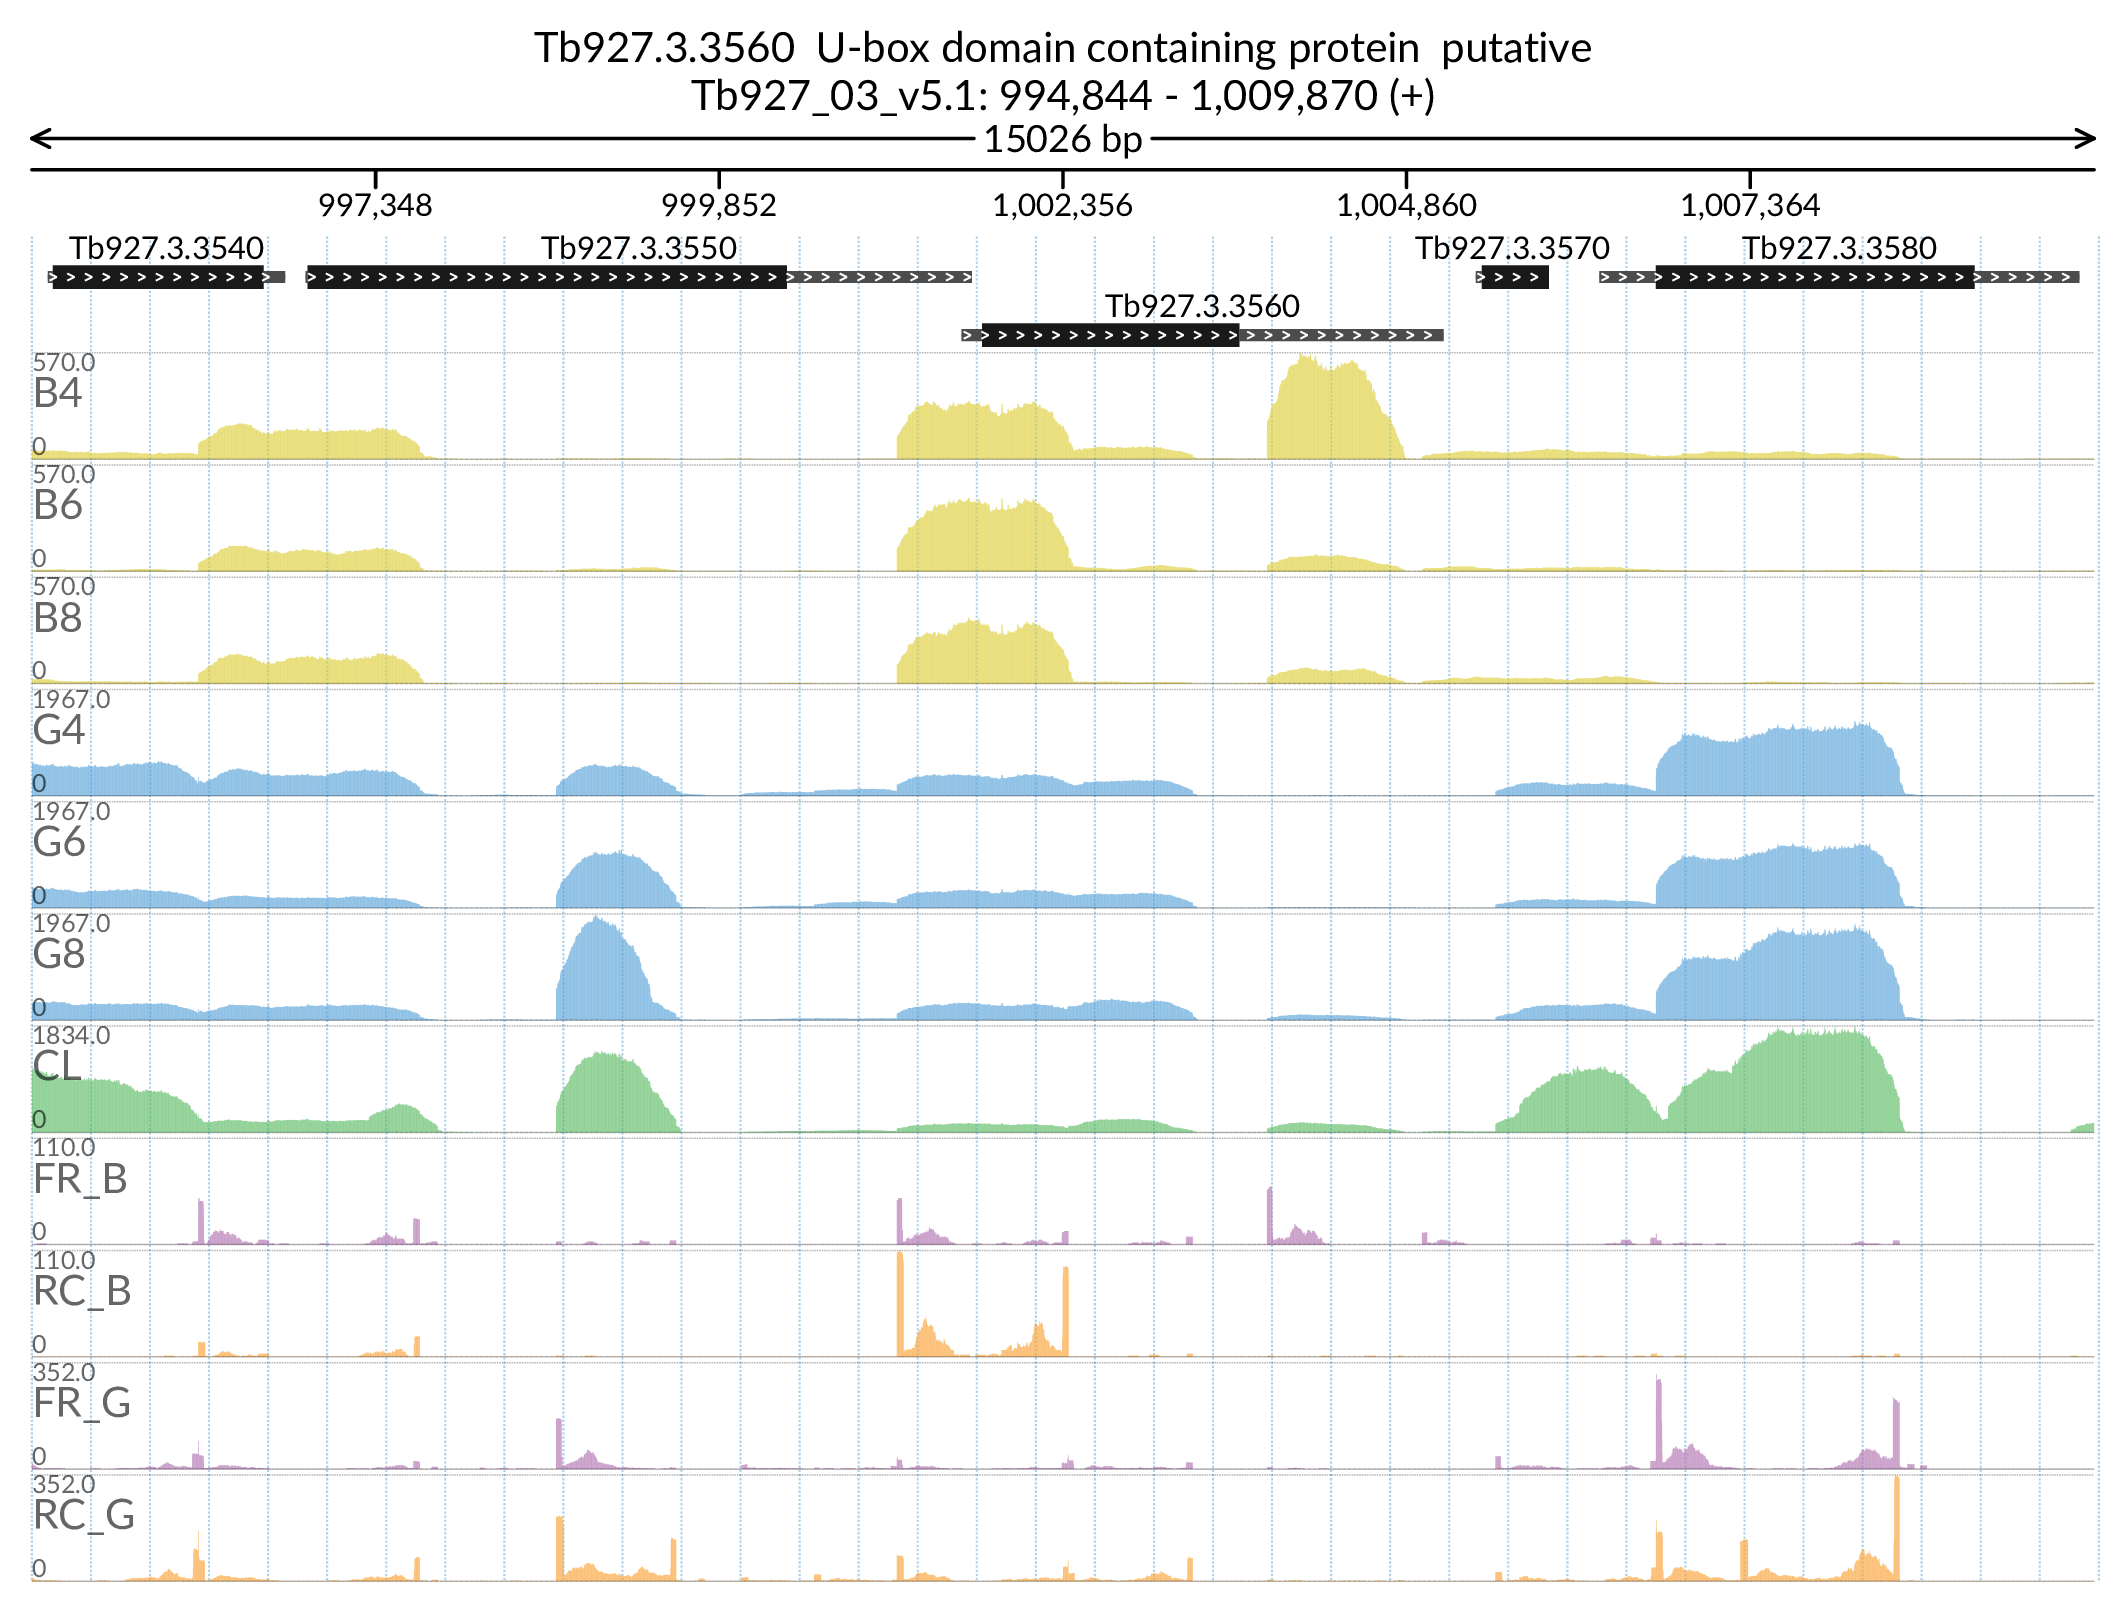 Tb927.3.3560  U-box domain containing protein  putative
Tb927_03_v5.1: 994,844 - 1,009,870 (+)
15026 bp
997,348 999,852 1,002,356 1,004,860 1,007,364
Tb927.3.3540 Tb927.3.3550 Tb927.3.3570 Tb927.3.3580
Tb927.3.3560
570.0
B4
0
570.0
B6
0
570.0
B8
0
1967.0
G4
0
1967.0
G6
0
1967.0
G8
0
1834.0
CL
0
110.0
FR_B
0
110.0
RC_B
0
352.0
FR_G
0
352.0
RC_G
0